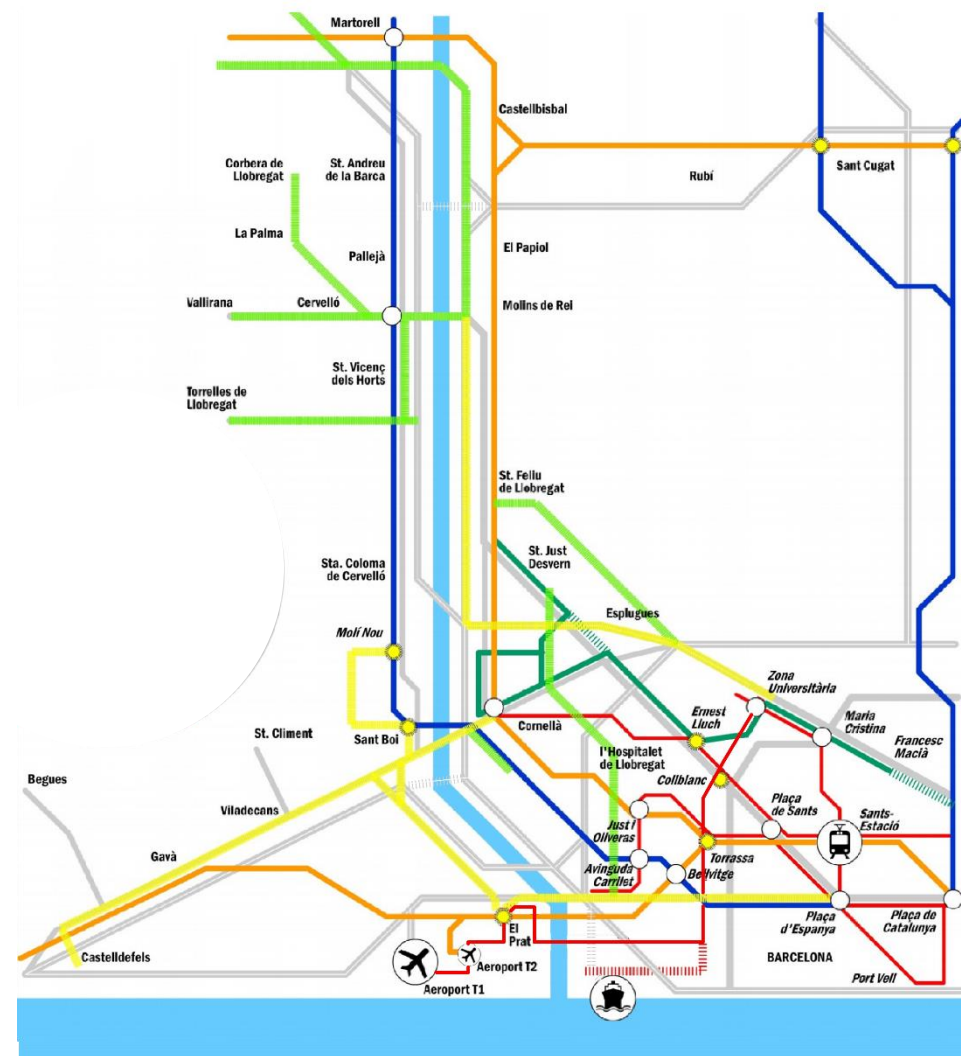 Martorell
Castellbisbal
Corbera de
Llobregat
St. Andreu
de la Barca
Rubí
Sant Cugat
La Palma
Pallejà
El Papiol
Vallirana
Cervelló
Molins de Rei
St. Vicenç
dels Horts
Torrelles de
Llobregat
St. Feliu
de Llobregat
St. Just
Desvern
Sta. Coloma
de Cervelló
Esplugues
Molí Nou
Zona
Universitària
Ernest
Lluch
Maria
Cristina
Sant Boi
Cornellà
St. Climent
l'Hospitalet
de Llobregat
Francesc
Macià
Collblanc
Begues
Viladecans
Plaça
de Sants
Sants-
Estació
Just i
Oliveras
Gavà
Torrassa
Avinguda
Carrilet
Bellvitge
El
Prat
Plaça
d'Espanya
Plaça de
Catalunya
Castelldefels
Aeroport T2
BARCELONA
Aeroport T1
Port Vell